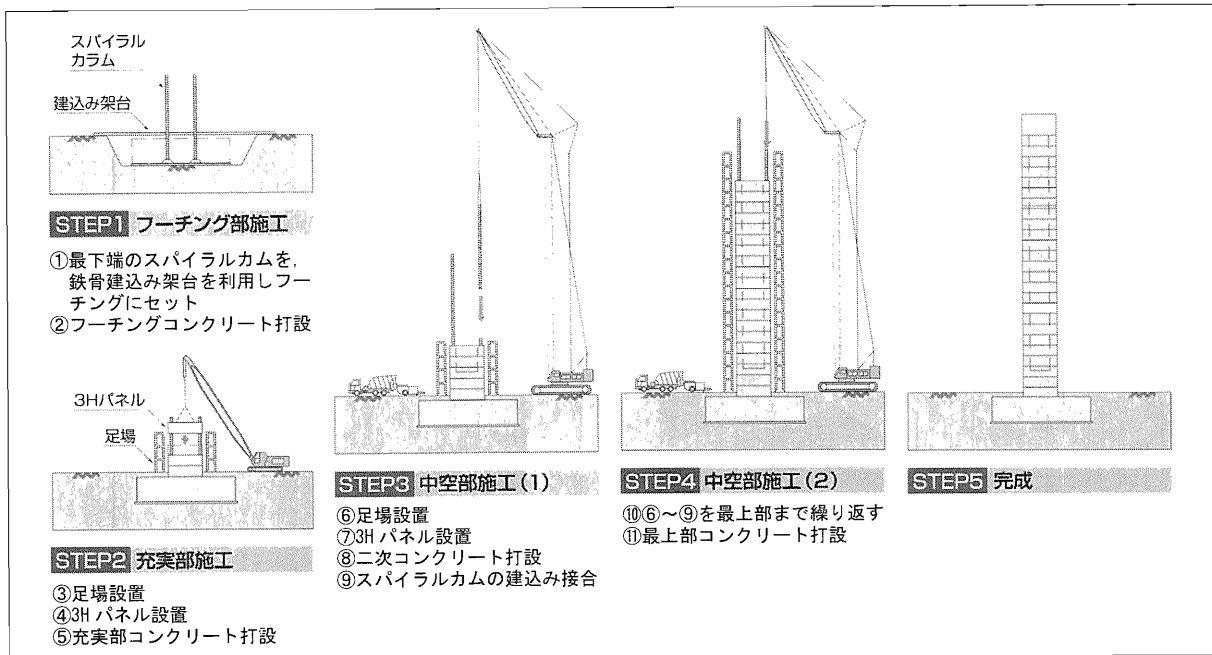 スパイラル
カラム
建込み架台
STEP1 フーチング部施工
①最下端のスパイラルカムを,
鉄骨建込み架台を利用しフー
チングにセット
②フーチングコンクリート打設
3Hパネル
足場
STEP2 充実部施工
③足場設置
④3H パネル設置
⑤充実部コンクリート打設
STEP3 中空部施工(1)
⑥足場設置
⑦3H パネル設置
⑧二次コンクリート打設
⑨スパイラルカムの建込み接合
STEP4 中空部施工(2)
⑩⑥～⑨を最上部まで繰り返す
⑪最上部コンクリート打設
STEP5 完成